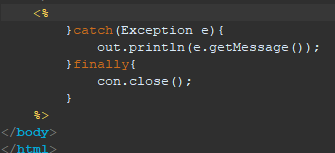 <%
}catch(Exception e){
out.println(e.getMessage());
}finally{
con.close();
}
%>
</body>
</html>